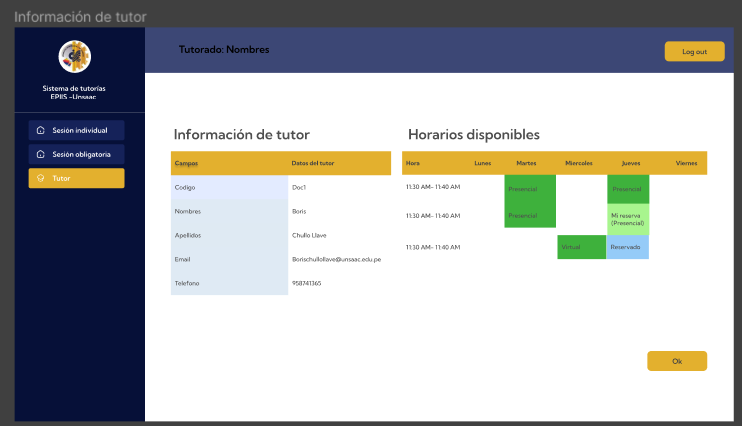 Información de tutor
Sistema de tutorías
EPIIS -Unsaac
Sesión individual
Sesión obligatoria
Tutor
Tutorado: Nombres
Log out
Información de tutor
Campos Datos del tutor
Codigo Doc1
Nombres Boris
Apellidos Chullo Llave
Email Borischullollave@unsaac.edu.pe
Telefono 958741365
Horarios disponibles
Hora Lunes Martes Miercoles Jueves Viernes
11:30 AM- 11:40 AM Presencial Presencial
11:30 AM- 11:40 AM Presencial Mi reserva
(Presencial)
11:30 AM- 11:40 AM Virtual Reservado
Ok